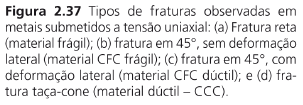 Figura 2.37 Tipos de fraturas observadas em
metais submetidos a tensão uniaxial: (a) Fratura reta
(material frágil); (b) fratura em 45°, sem deformação
lateral (material CFC frágil); (c) fratura em 45°, com
deformação lateral (material CFC dúctil); e (d) fra-
tura taça-cone (material dúctil – CCC).